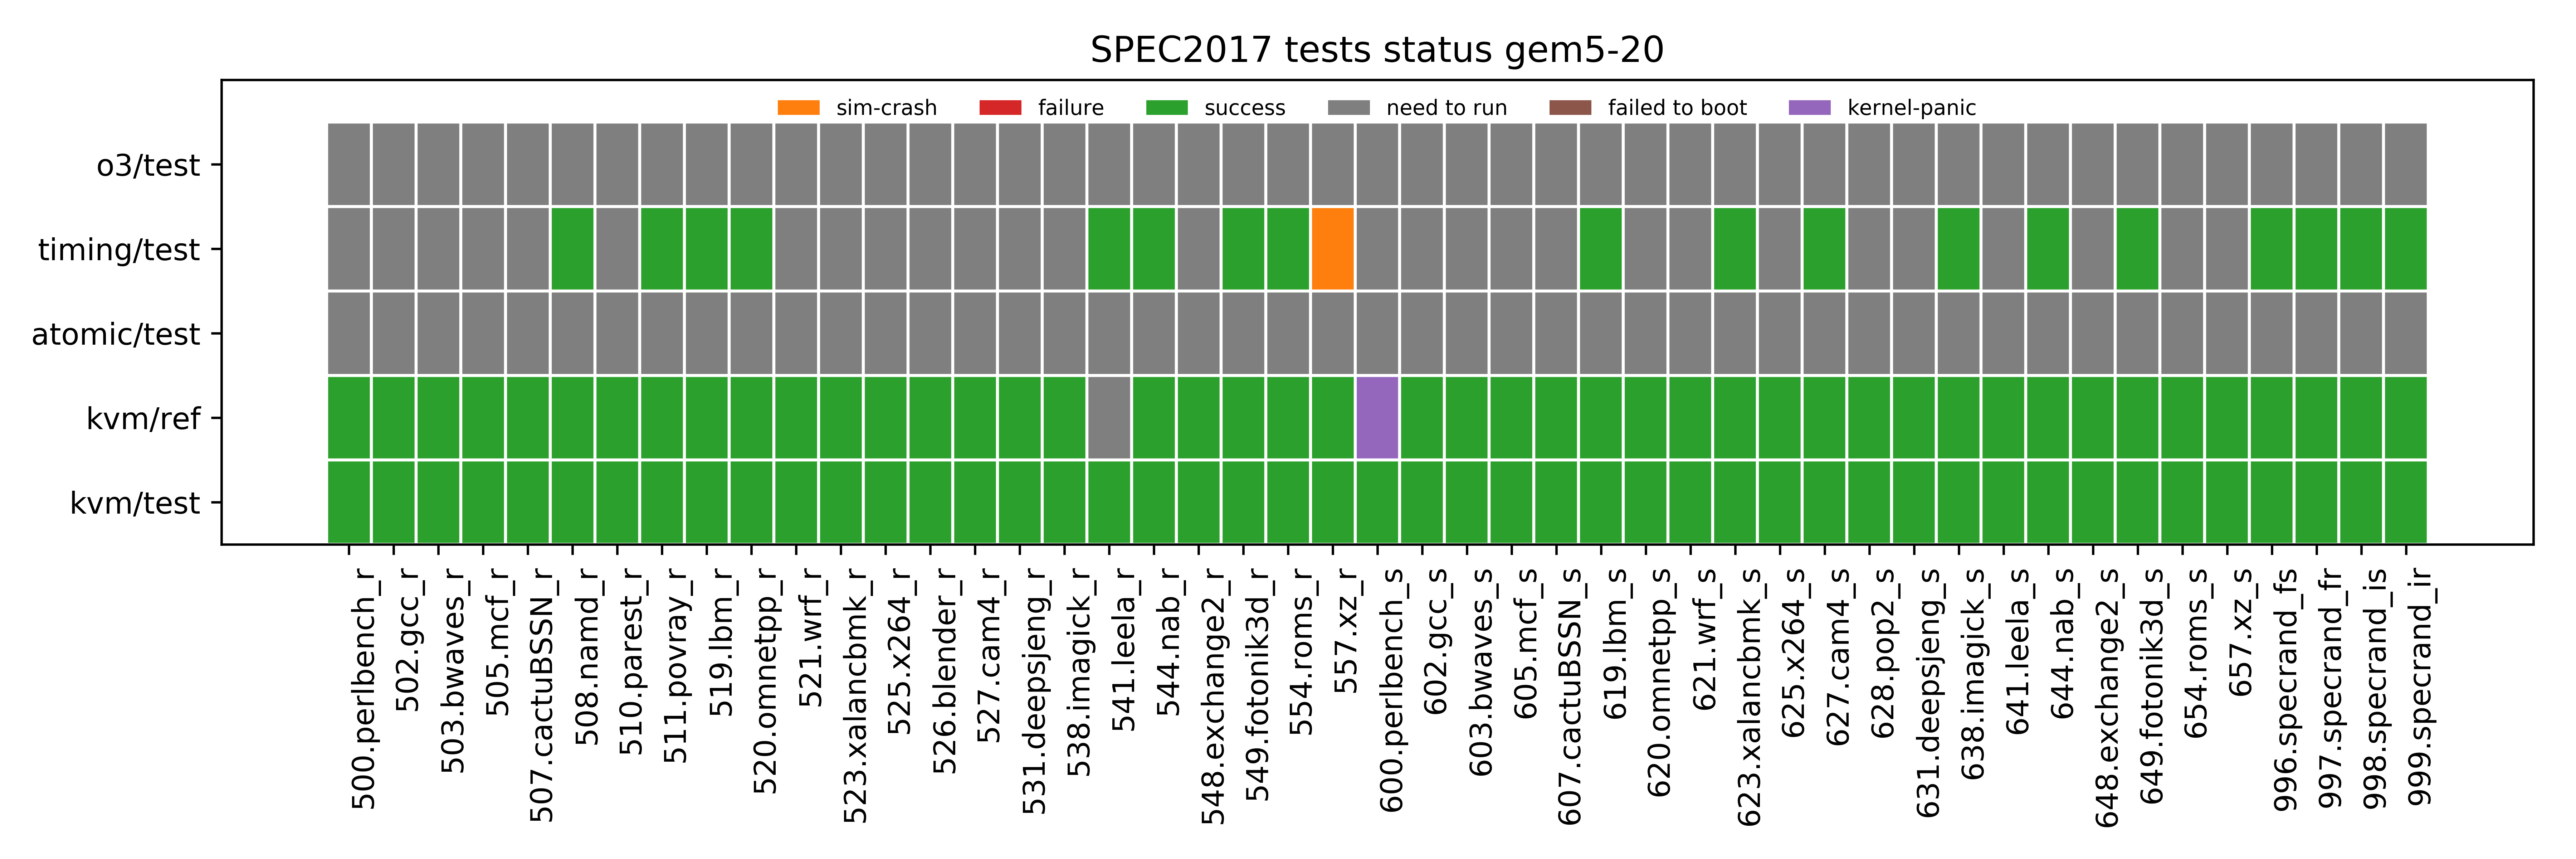 SPEC2017 tests status gem5-20
sim-crash failure success need to run failed to boot kernel-panic
o3/test
timing/test
atomic/test
kvm/ref
kvm/test
500.perlbench_r
502.gcc_r
503.bwaves_r
505.mcf_r
507.cactuBSSN_r
508.namd_r
510.parest_r
511.povray_r
519.lbm_r
520.omnetpp_r
521.wrf_r
523.xalancbmk_r
525.x264_r
526.blender_r
527.cam4_r
531.deepsjeng_r
538.imagick_r
541.leela_r
544.nab_r
548.exchange2_r
549.fotonik3d_r
554.roms_r
557.xz_r
600.perlbench_s
602.gcc_s
603.bwaves_s
605.mcf_s
607.cactuBSSN_s
619.lbm_s
620.omnetpp_s
621.wrf_s
623.xalancbmk_s
625.x264_s
627.cam4_s
628.pop2_s
631.deepsjeng_s
638.imagick_s
641.leela_s
644.nab_s
648.exchange2_s
649.fotonik3d_s
654.roms_s
657.xz_s
996.specrand_fs
997.specrand_fr
998.specrand_is
999.specrand_ir